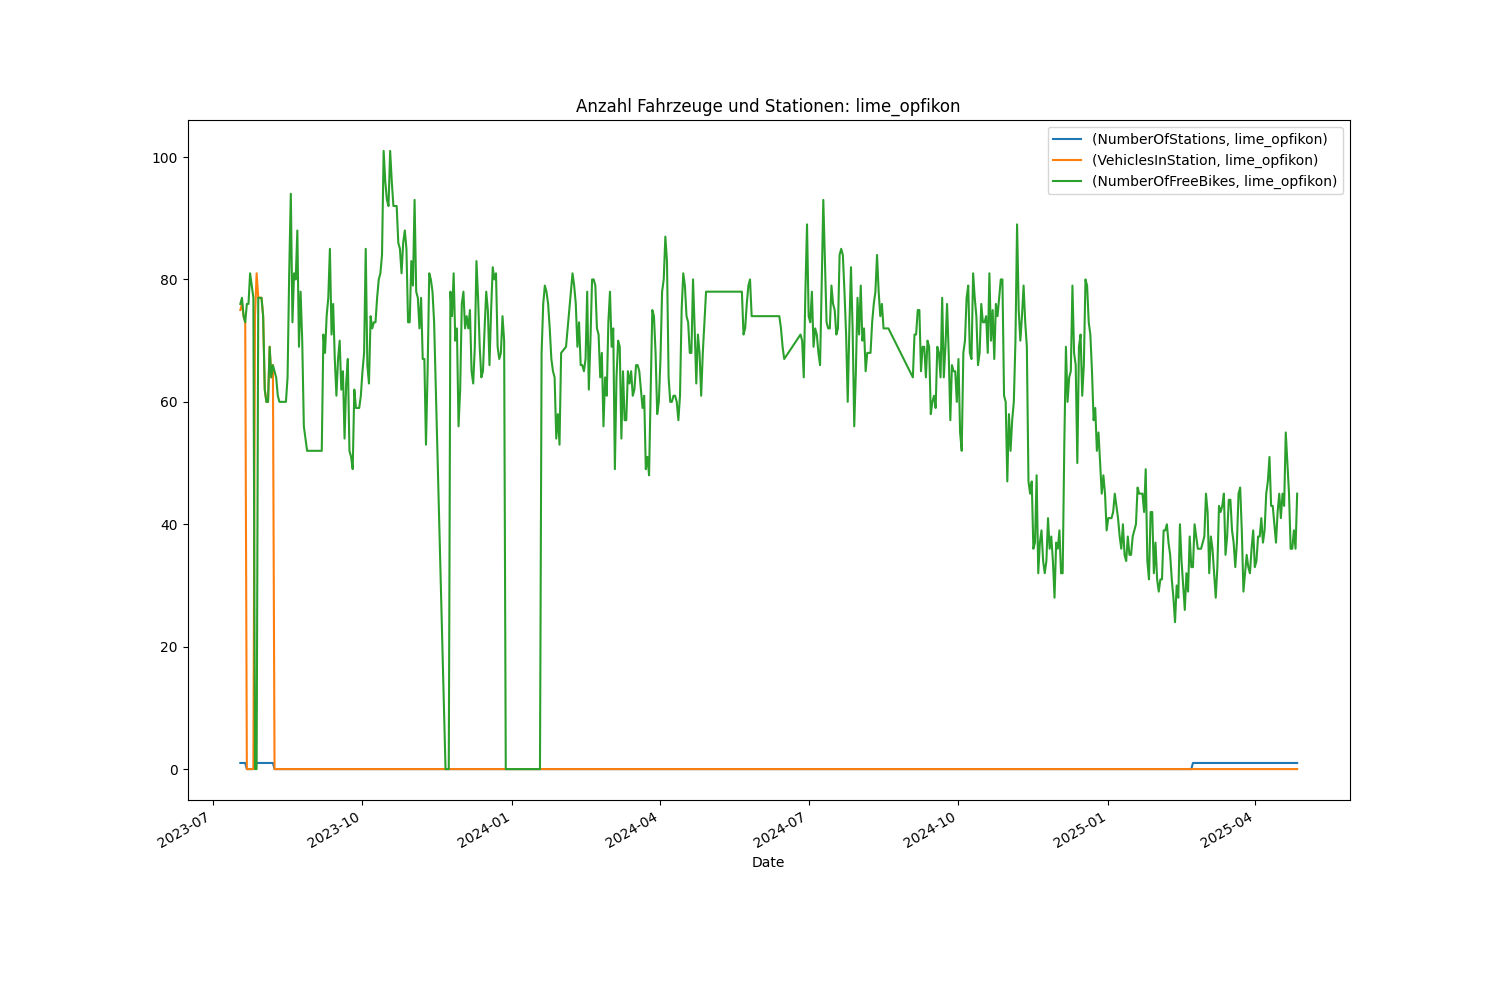 Anzahl Fahrzeuge und Stationen: lime_opfikon
(NumberOfStations, lime_opfikon)
(VehiclesInStation, lime_opfikon)
(NumberOfFreeBikes, lime_opfikon)
100
80
60
40
20
0
2023-07
2023-10
2024-01
2024-04
2024-07
2024-10
2025-01
2025-04
Date